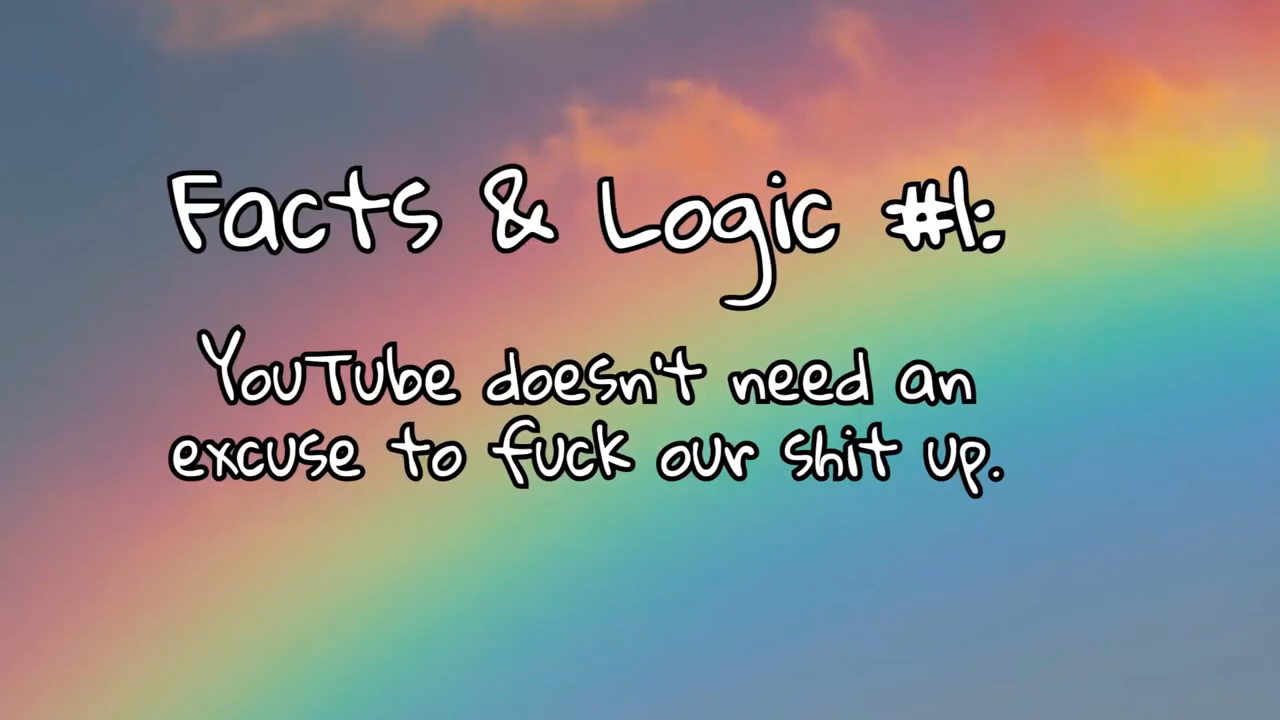 Facts & Logic #1:
YouTube doesn't need an
excuse to fuck our shit up.